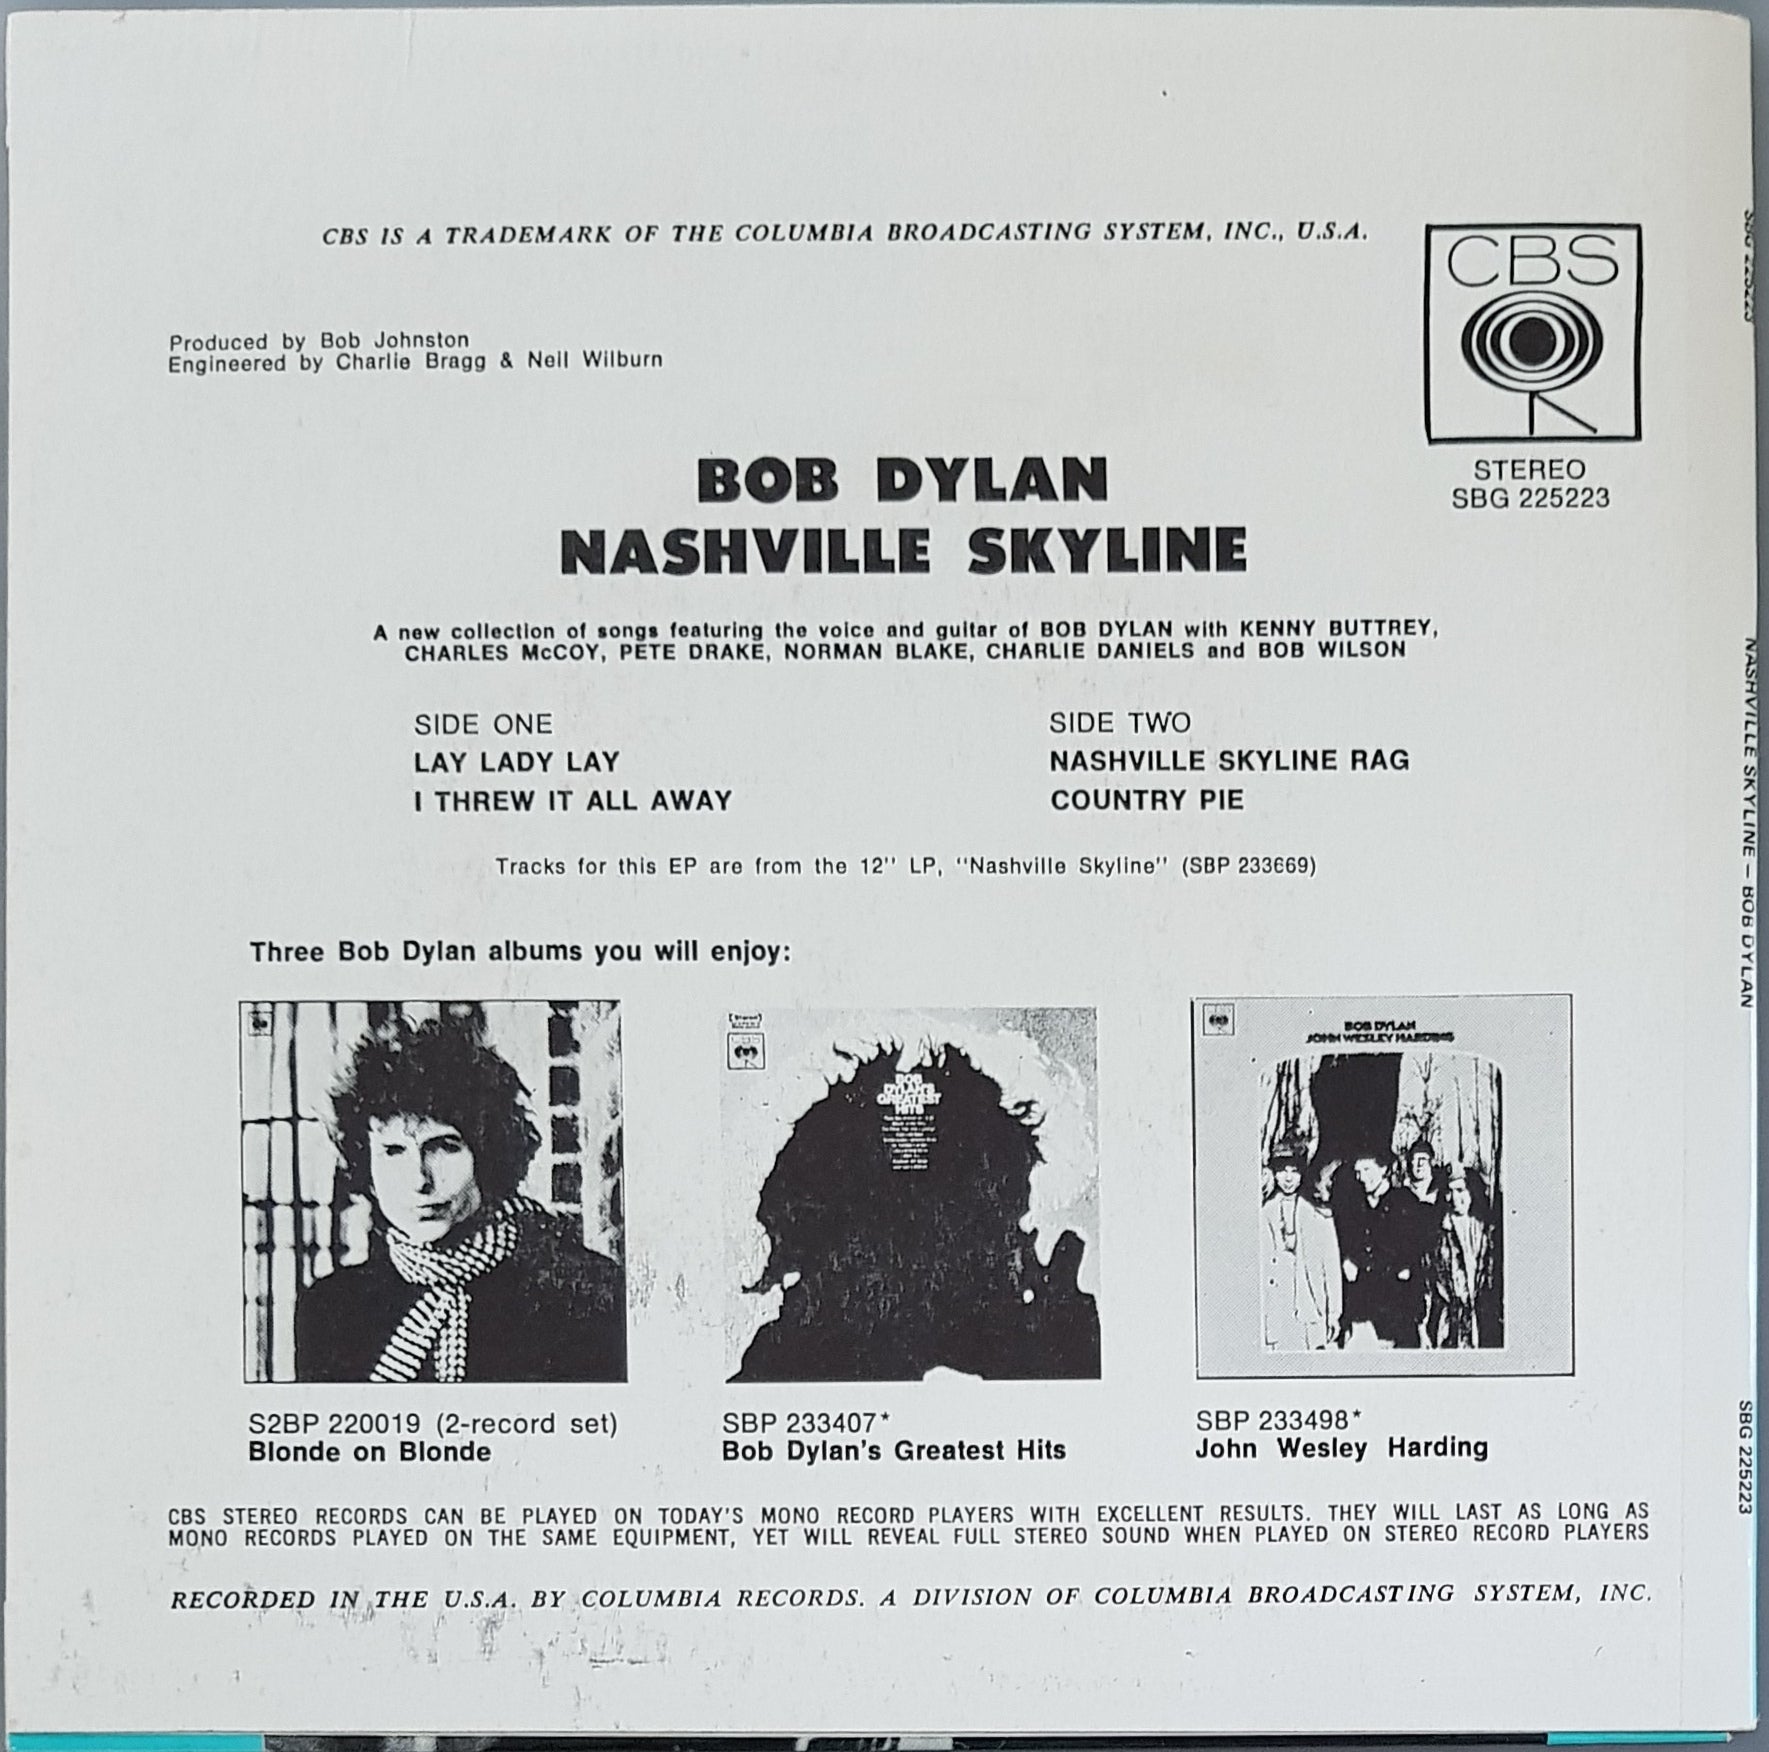 CBS IS A TRADEMARK OF THE COLUMBIA BROADCASTING SYSTEM, INC., U.S.A.
CBS
STEREO
SBG 225223
Produced by Bob Johnston
Engineered by Charlie Bragg & Neil Wilburn
BOB DYLAN
NASHVILLE SKYLINE
A new collection of songs featuring the voice and guitar of BOB DYLAN with KENNY BUTTREY,
CHARLES McCOY, PETE DRAKE, NORMAN BLAKE, CHARLIE DANIELS and BOB WILSON
SIDE ONE
LAY LADY LAY
I THREW IT ALL AWAY
SIDE TWO
NASHVILLE SKYLINE RAG
COUNTRY PIE
Tracks for this EP are from the 12" LP, "Nashville Skyline" (SBP 233669)
Three Bob Dylan albums you will enjoy:
BOB
DYLAN'S
GREATEST
HITS
BOB DYLAN
JOHN WESLEY HARDING
S2BP 220019 (2-record set)
Blonde on Blonde
SBP 233407*
Bob Dylan's Greatest Hits
SBP 233498*
John Wesley Harding
CBS STEREO RECORDS CAN BE PLAYED ON TODAY'S MONO RECORD PLAYERS WITH EXCELLENT RESULTS. THEY WILL LAST AS LONG AS
MONO RECORDS PLAYED ON THE SAME EQUIPMENT, YET WILL REVEAL FULL STEREO SOUND WHEN PLAYED ON STEREO RECORD PLAYERS
RECORDED IN THE U.S.A. BY COLUMBIA RECORDS. A DIVISION OF COLUMBIA BROADCASTING SYSTEM, INC.
SBG 225223
NASHVILLE SKYLINE — BOB DYLAN
SBG 225223